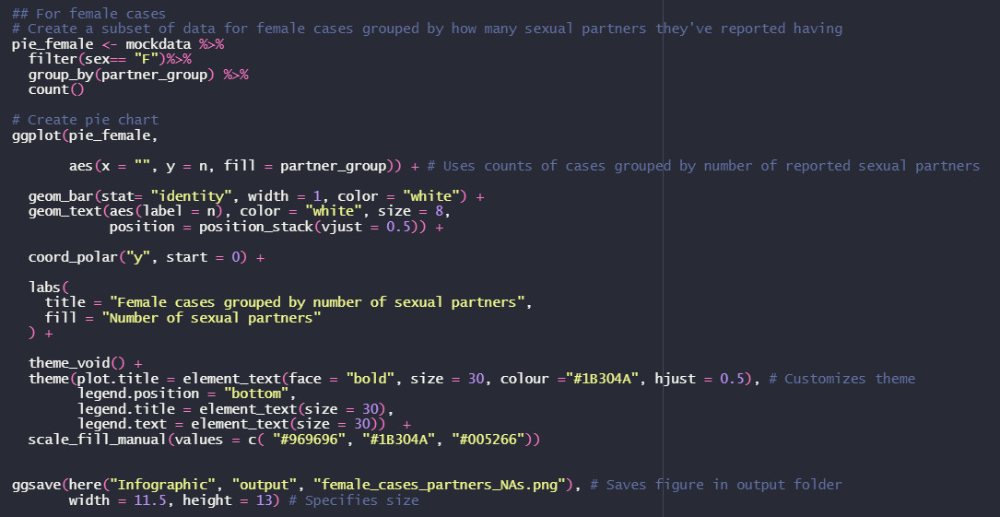 ## For female cases
# Create a subset of data for female cases grouped by how many sexual partners they've reported having
pie_female <- mockdata %>%
  filter(sex== "F")%>%
  group_by(partner_group) %>%
  count()

# Create pie chart
ggplot(pie_female,

       aes(x = "", y = n, fill = partner_group)) + # Uses counts of cases grouped by number of reported sexual partners

  geom_bar(stat= "identity", width = 1, color = "white") +
  geom_text(aes(label = n), color = "white", size = 8,
            position = position_stack(vjust = 0.5)) +

  coord_polar("y", start = 0) +

  labs(
    title = "Female cases grouped by number of sexual partners",
    fill = "Number of sexual partners"
  ) +

  theme_void() +
  theme(plot.title = element_text(face = "bold", size = 30, colour ="#1B304A", hjust = 0.5), # Customizes theme
        legend.position = "bottom",
        legend.title = element_text(size = 30),
        legend.text = element_text(size = 30))  +
  scale_fill_manual(values = c( "#969696", "#1B304A", "#005266"))


ggsave(here("Infographic", "output", "female_cases_partners_NAs.png"), # Saves figure in output folder
       width = 11.5, height = 13) # Specifies size